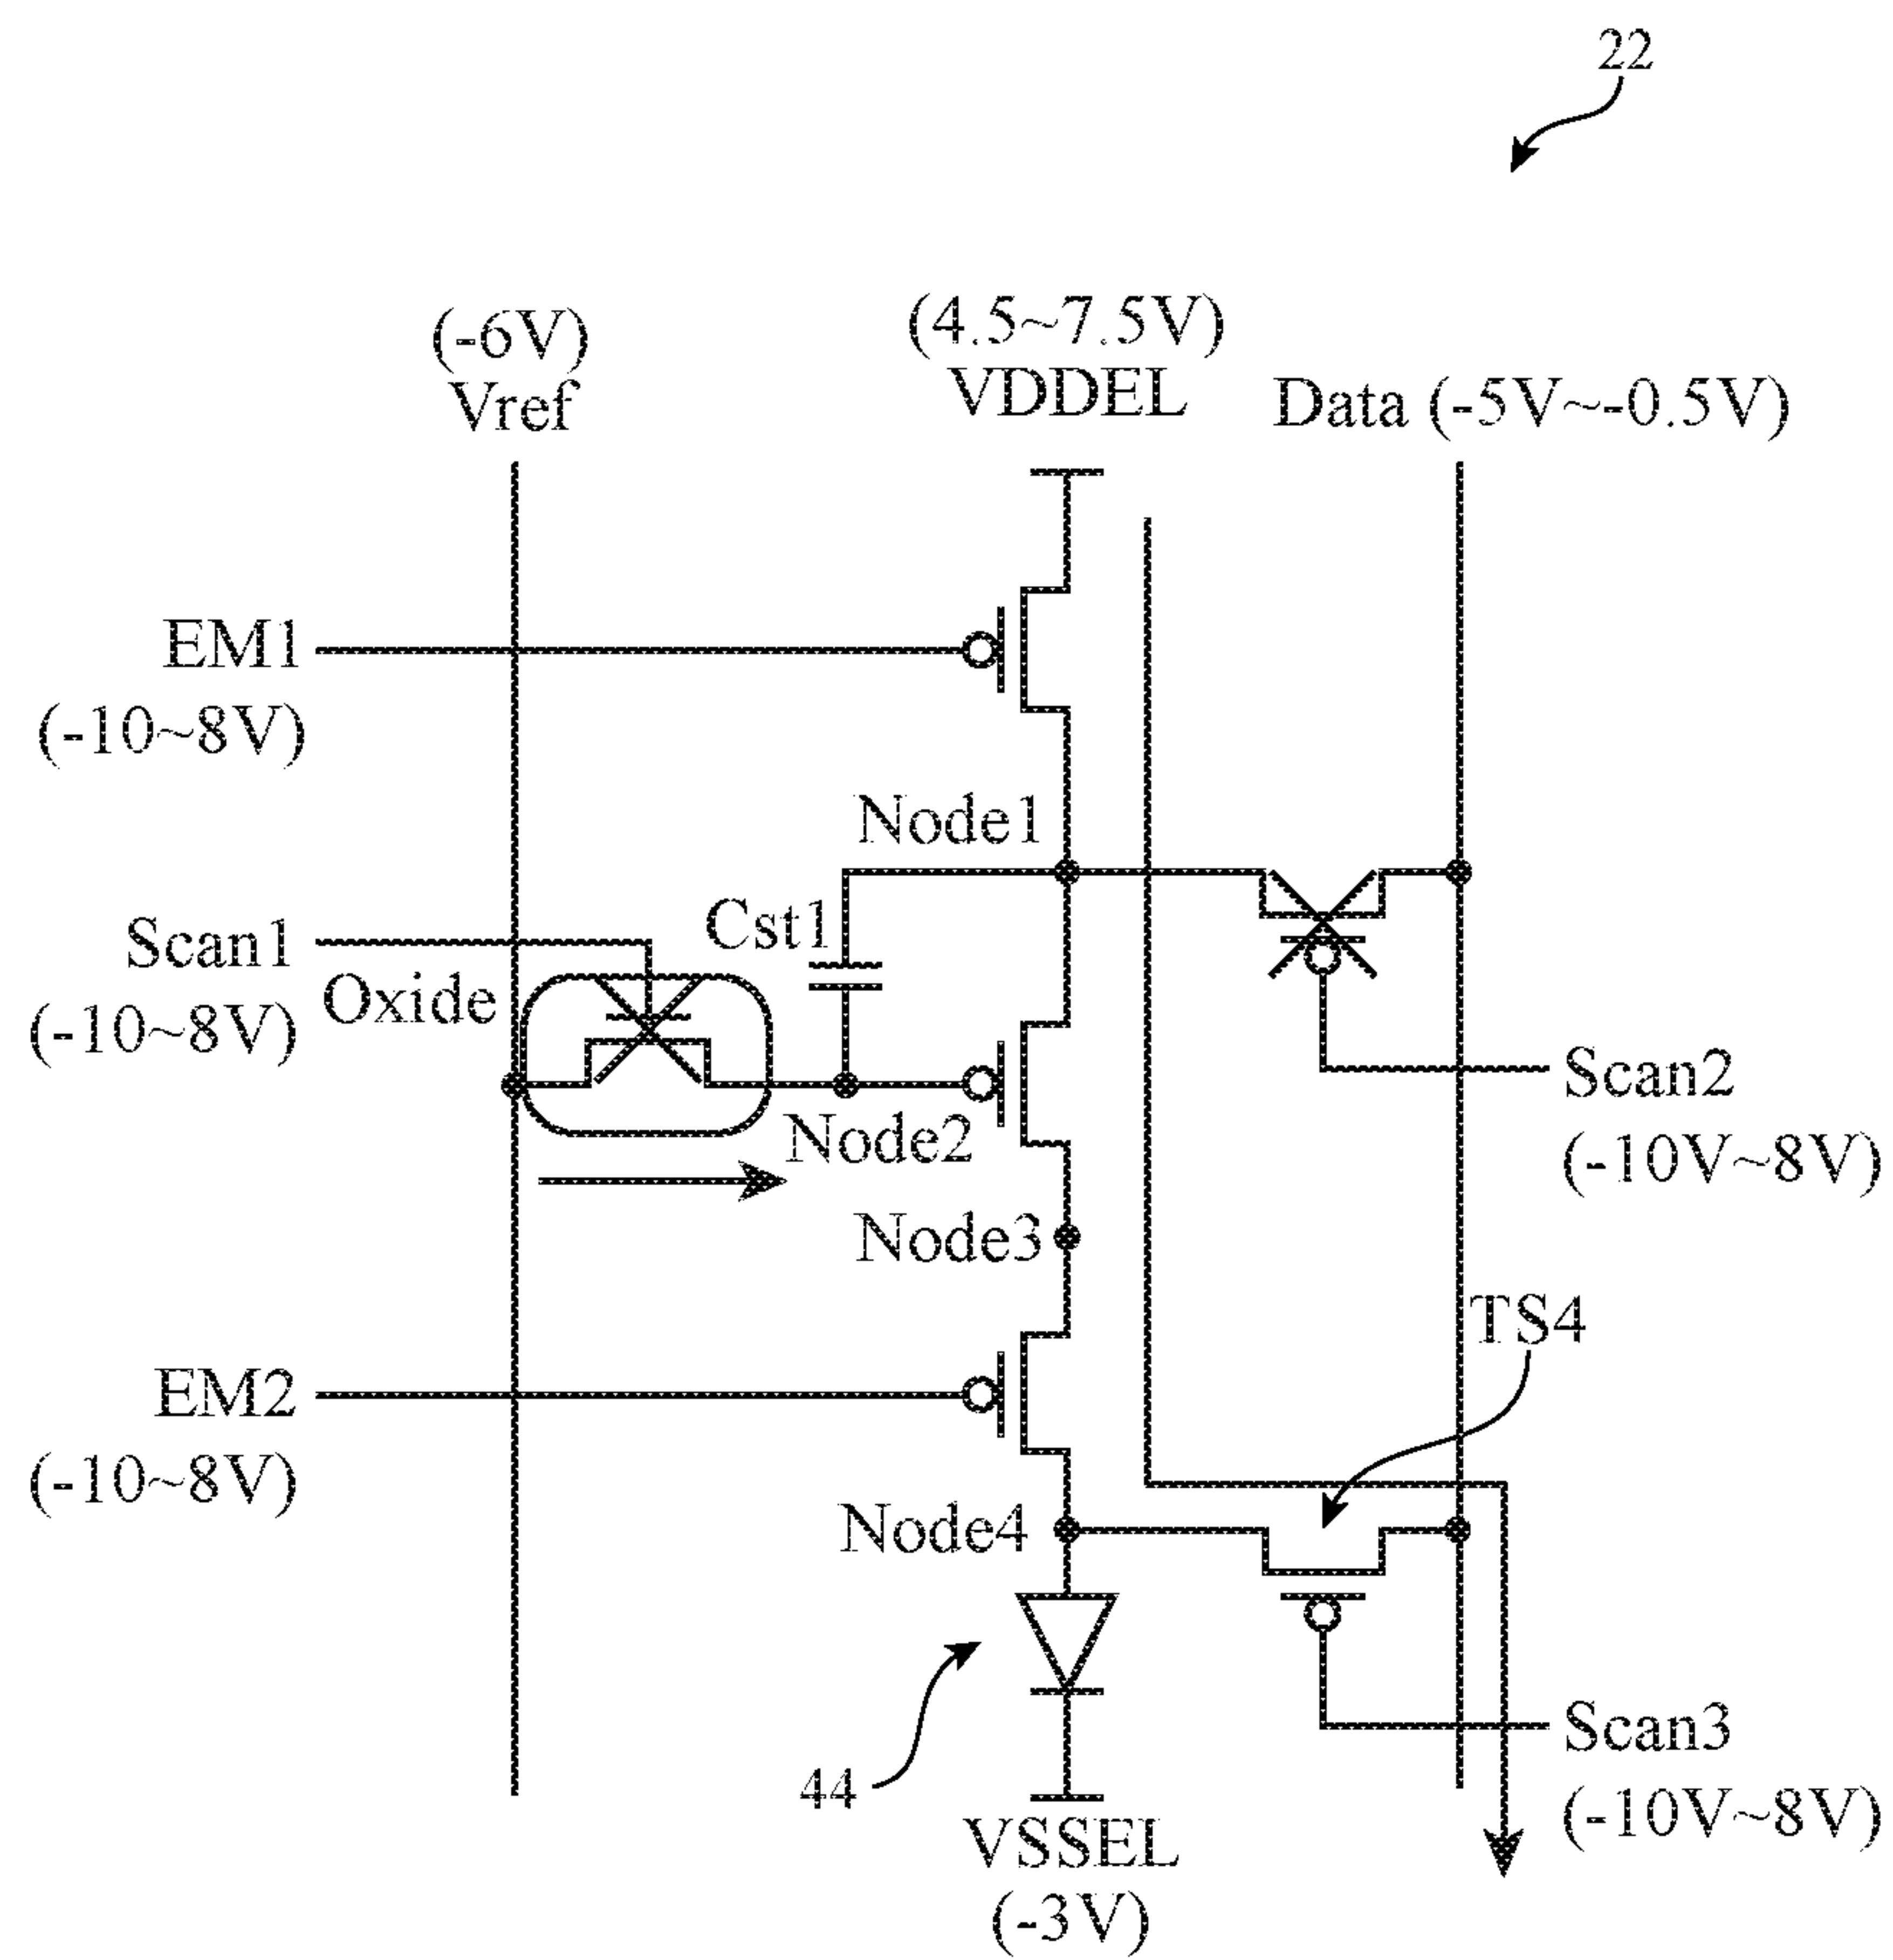 22
(-6V)
Vref
(4.5~7.5V)
VDDEL
Data (-5V~-0.5V)
EM1
(-10~8V)
Node1
Scan1
(-10~8V)
Oxide
Cst1
Node2
Scan2
(-10V~8V)
Node3
TS4
EM2
(-10~8V)
Node4
44
Scan3
(-10V~8V)
VSSEL
(-3V)